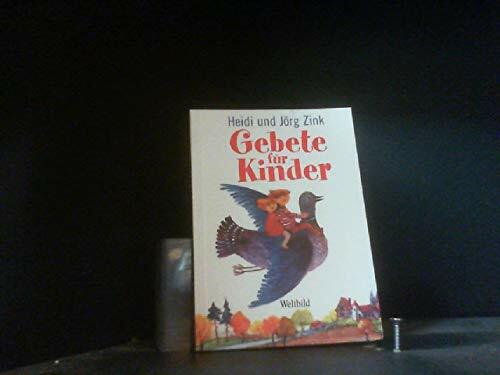 Heidi und Jörg Zink
Gebete
für
Kinder
Weltbild